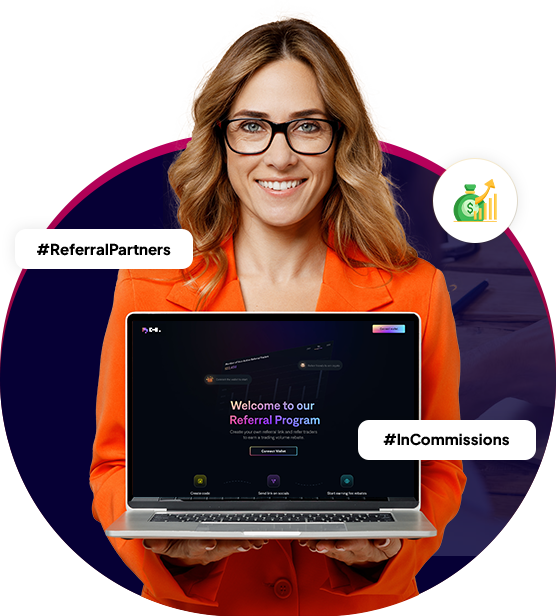 #ReferralPartners
Welcome to our
Referral Program
Create your own referral link and refer traders
to earn a trading volume rebate.
Connect Wallet
#InCommissions
Create code
Send link on socials
Start earning fee rebates